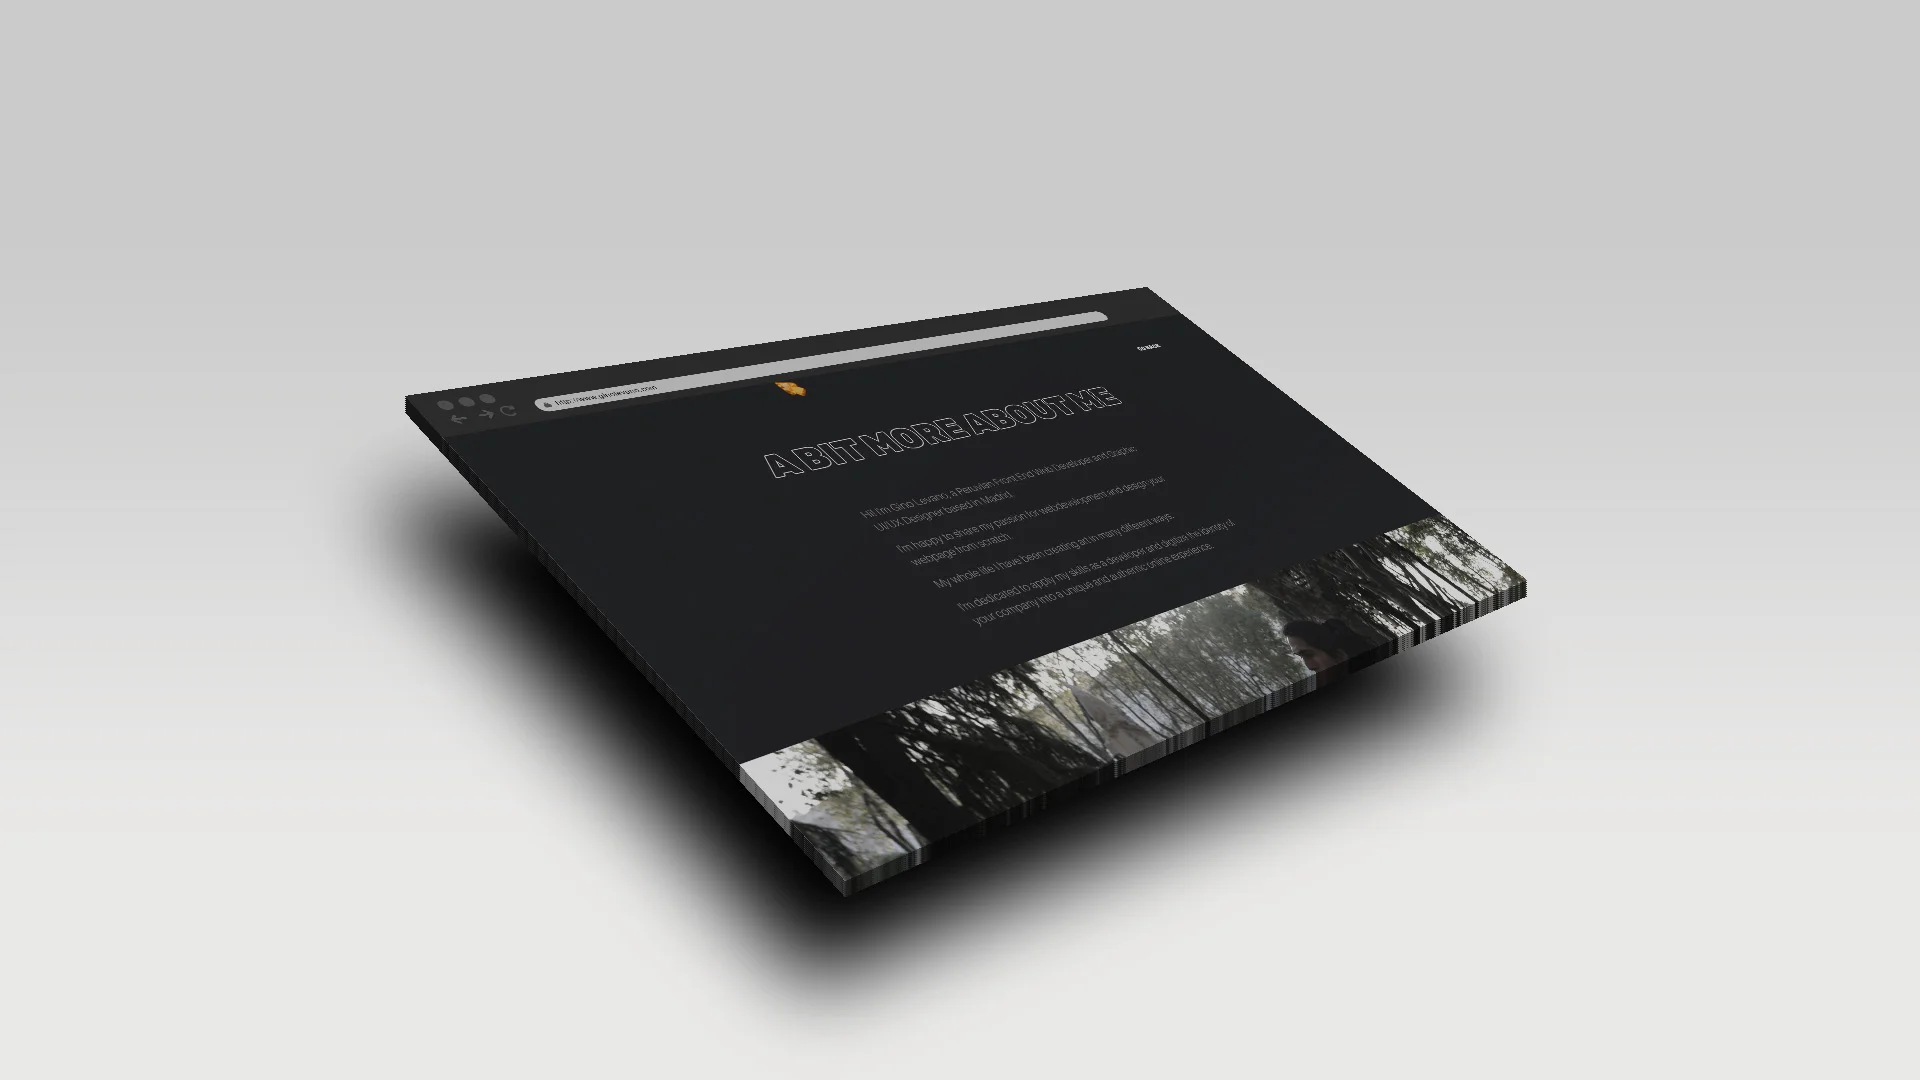 http://www.ginolevano.com
GO BACK
A BIT MORE ABOUT ME
Hi! I'm Gino Levano, a Peruvian Front End Web Developer and Graphic
UI/UX Designer based in Madrid.
I'm happy to share my passion for webdevelopment and design your
webpage from scratch.
My whole life I have been creating art in many different ways.
I'm dedicated to apply my skills as a developer and digitize the identity of
your company into a unique and authentic online experience.